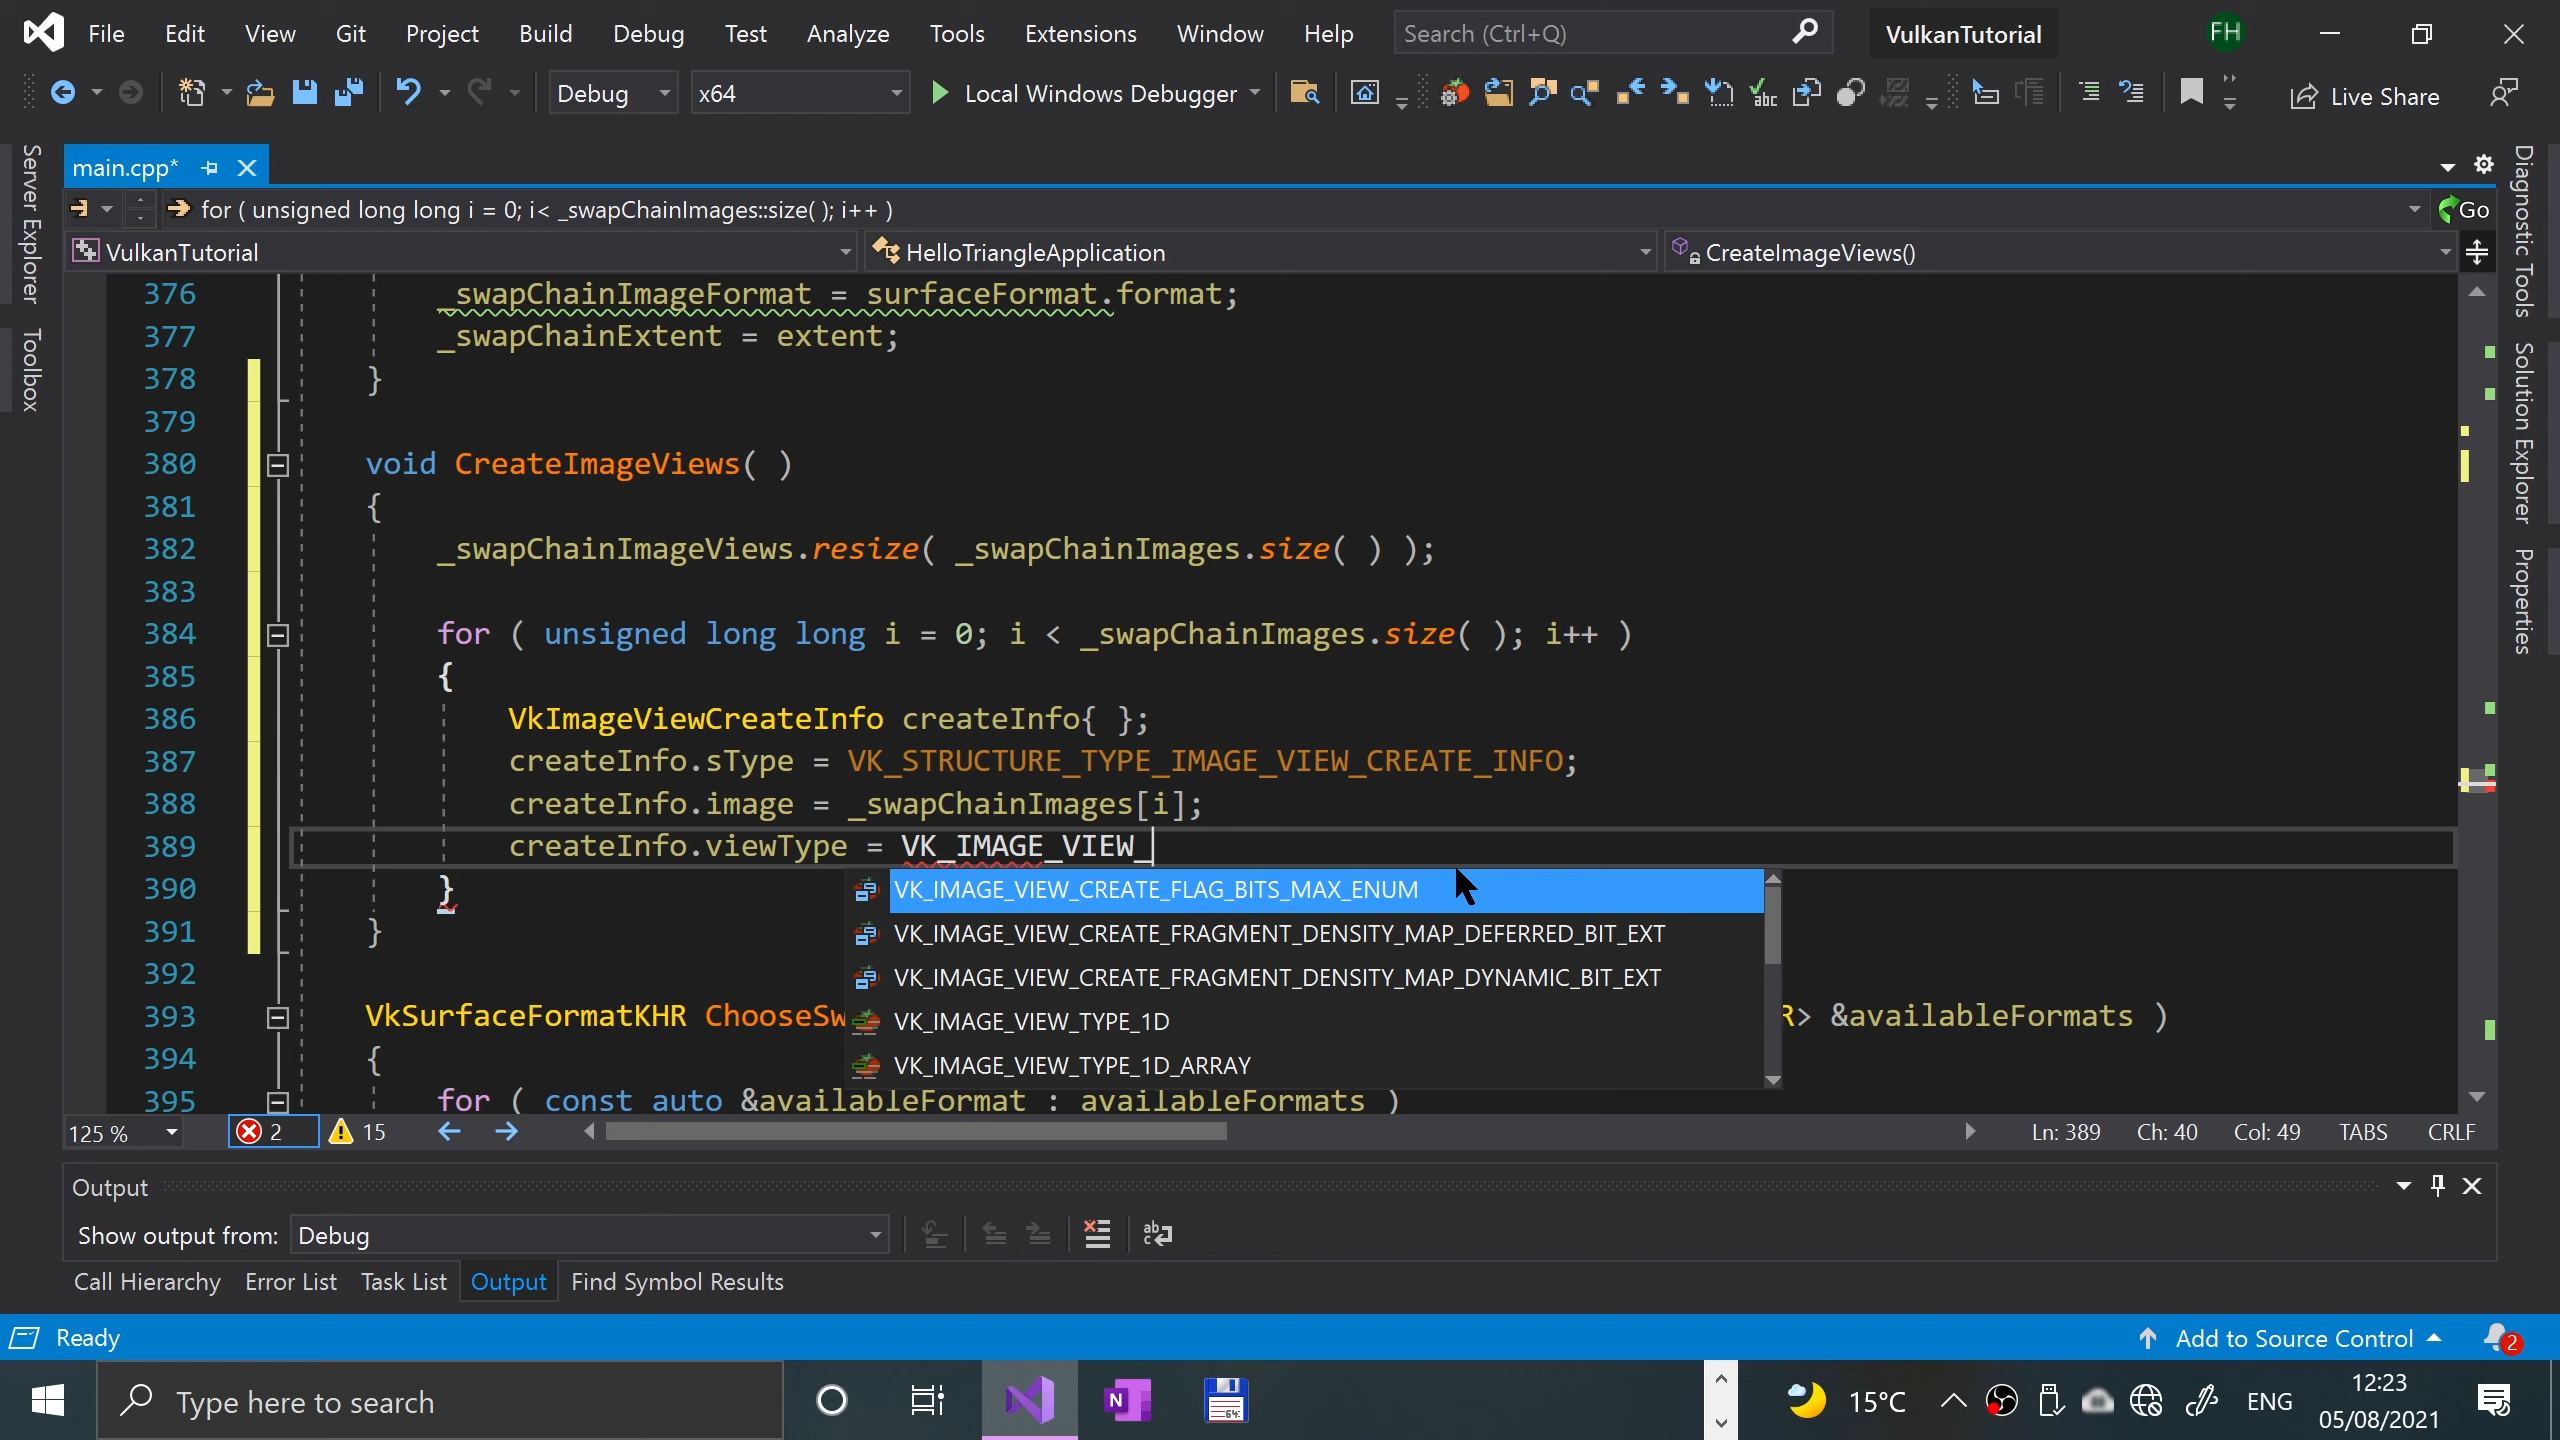 File Edit View Git Project Build Debug Test Analyze Tools Extensions Window Help Search (Ctrl+Q) VulkanTutorial FH
Debug x64 Local Windows Debugger Live Share
Server Explorer
Toolbox
main.cpp*
for ( unsigned long long i = 0; i< _swapChainImages::size( ); i++ ) Go
VulkanTutorial HelloTriangleApplication CreateImageViews()
376 _swapChainImageFormat = surfaceFormat.format;
377 _swapChainExtent = extent;
378 }
379
380 void CreateImageViews( )
381 {
382 _swapChainImageViews.resize( _swapChainImages.size( ) );
383
384 for ( unsigned long long i = 0; i < _swapChainImages.size( ); i++ )
385 {
386 VkImageViewCreateInfo createInfo{ };
387 createInfo.sType = VK_STRUCTURE_TYPE_IMAGE_VIEW_CREATE_INFO;
388 createInfo.image = _swapChainImages[i];
389 createInfo.viewType = VK_IMAGE_VIEW_
390 }
391 }
392
393 VkSurfaceFormatKHR ChooseSw R> &availableFormats )
394 {
395 for ( const auto &availableFormat : availableFormats )
VK_IMAGE_VIEW_CREATE_FLAG_BITS_MAX_ENUM
VK_IMAGE_VIEW_CREATE_FRAGMENT_DENSITY_MAP_DEFERRED_BIT_EXT
VK_IMAGE_VIEW_CREATE_FRAGMENT_DENSITY_MAP_DYNAMIC_BIT_EXT
VK_IMAGE_VIEW_TYPE_1D
VK_IMAGE_VIEW_TYPE_1D_ARRAY
Diagnostic Tools
Solution Explorer
Properties
125 % 2 15 Ln: 389 Ch: 40 Col: 49 TABS CRLF
Output
Show output from: Debug
Call Hierarchy Error List Task List Output Find Symbol Results
Ready Add to Source Control 2
Type here to search N 64 15°C ENG 12:23
05/08/2021